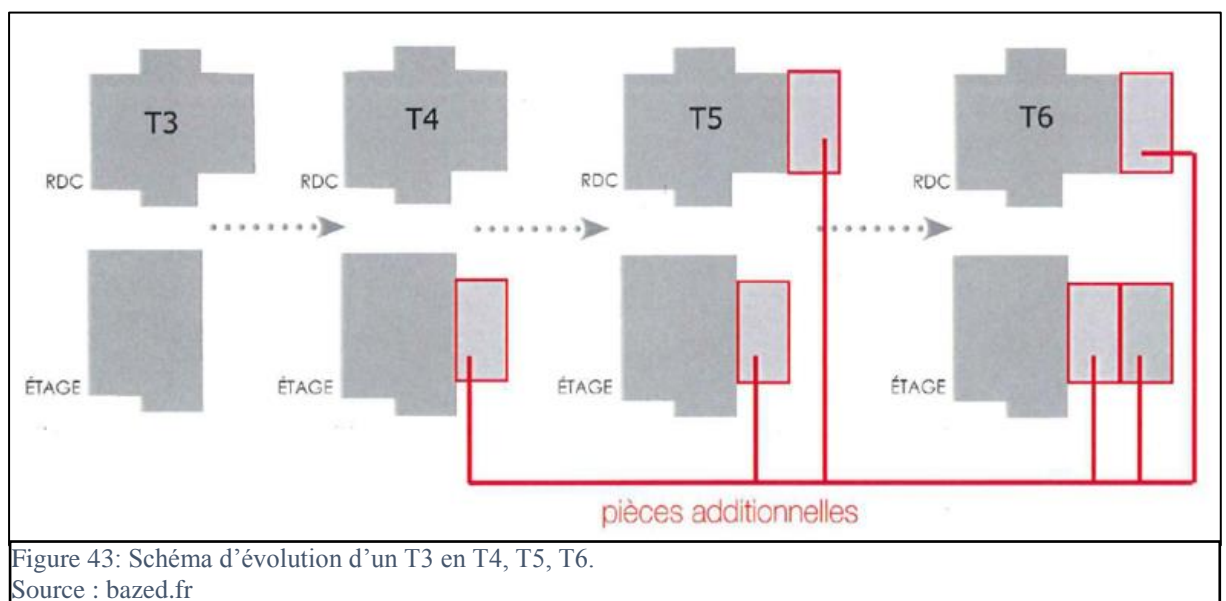 T3
T4
T5
T6
RDC
RDC
RDC
RDC
ÉTAGE
ÉTAGE
ÉTAGE
ÉTAGE
pièces additionnelles
Figure 43: Schéma d’évolution d’un T3 en T4, T5, T6.
Source : bazed.fr